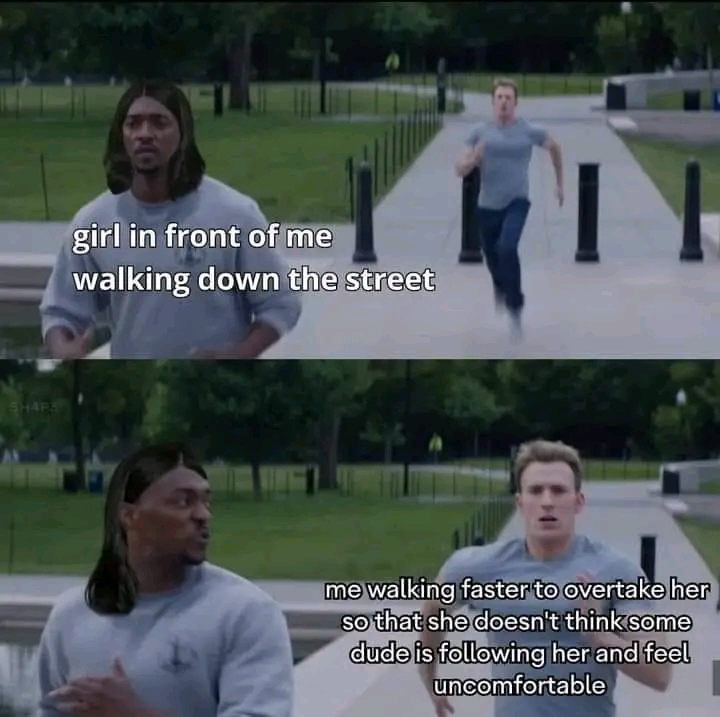 girl in front of me
walking down the street
me walking faster to overtake her
so that she doesn't think some
dude is following her and feel
uncomfortable